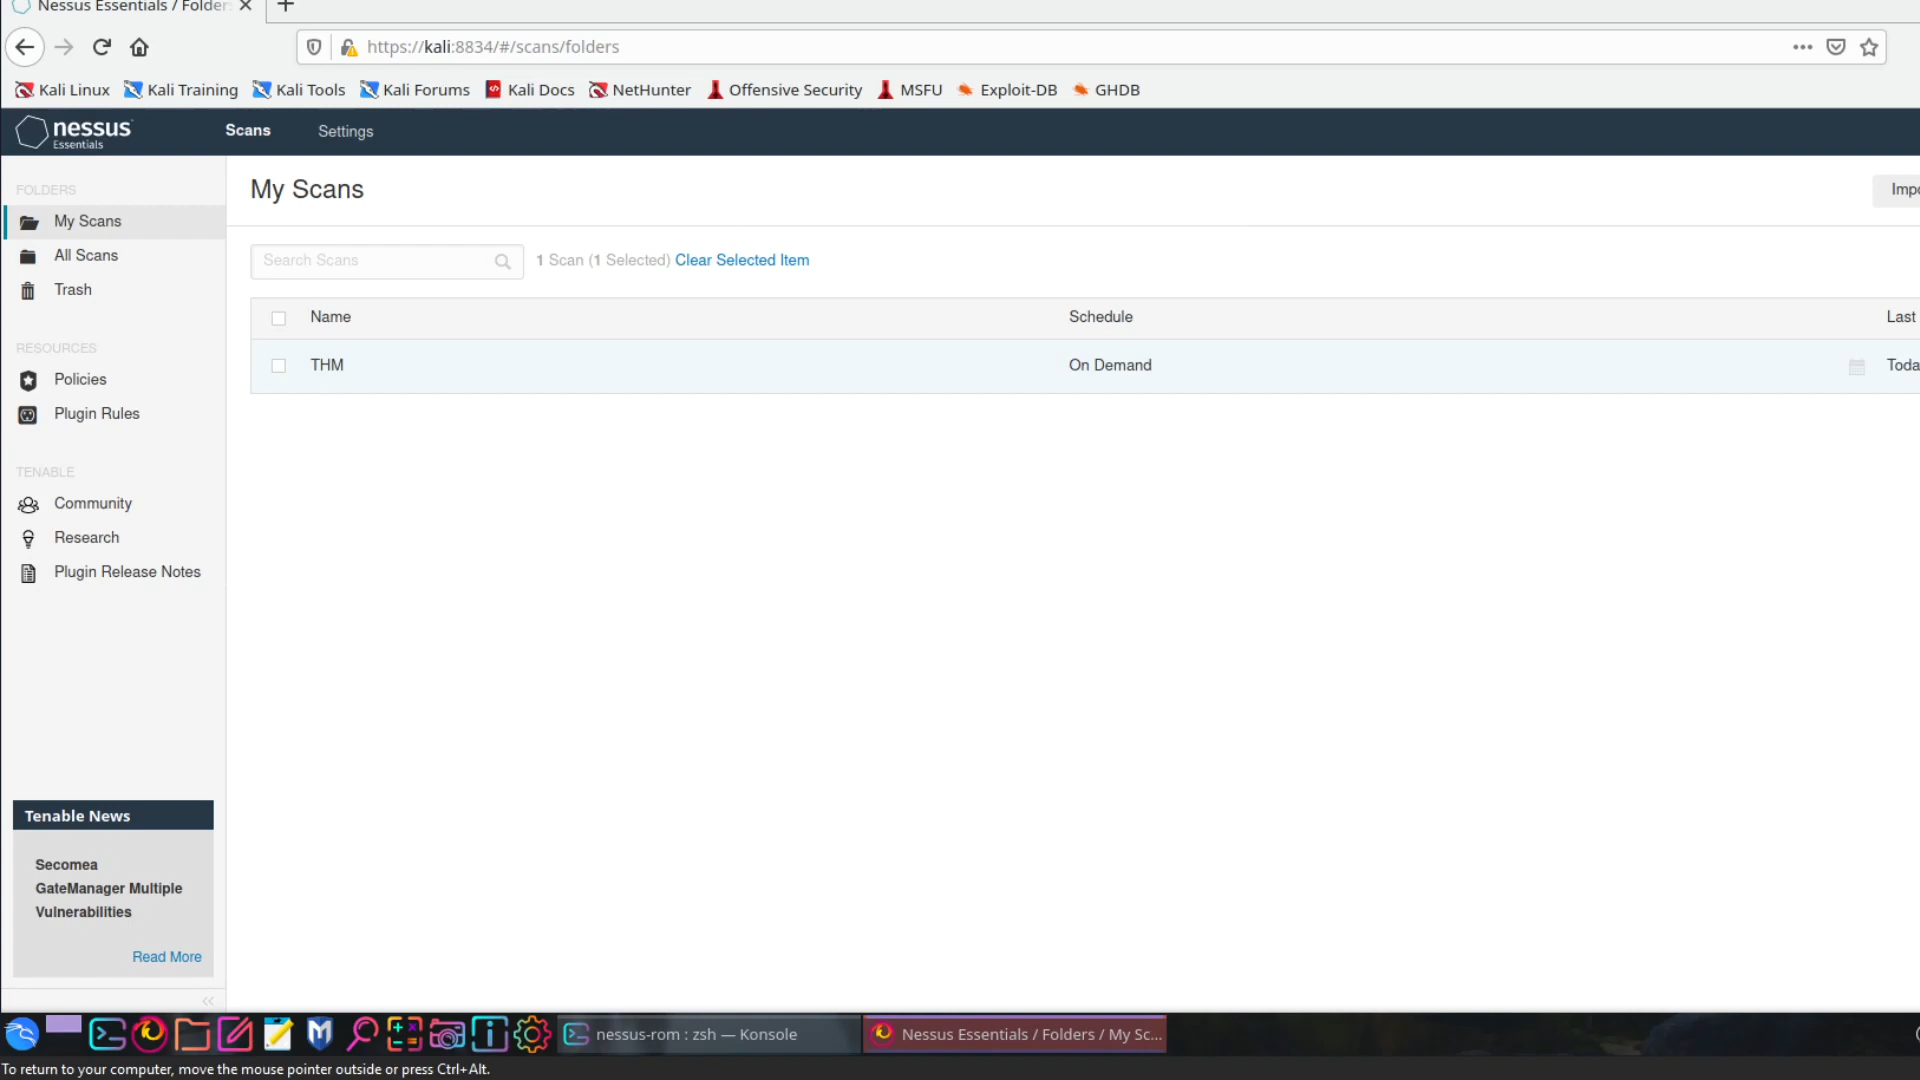 Nessus Essentials / Folder
https://kali:8834/#/scans/folders
Kali Linux Kali Training Kali Tools Kali Forums Kali Docs NetHunter Offensive Security MSFU Exploit-DB GHDB
nessus Essentials
Scans Settings
FOLDERS
My Scans
All Scans
Trash
RESOURCES
Policies
Plugin Rules
TENABLE
Community
Research
Plugin Release Notes
Tenable News
Secomea
GateManager Multiple
Vulnerabilities
Read More
My Scans
Impo
Search Scans 1 Scan (1 Selected) Clear Selected Item
Name Schedule Last
THM On Demand Toda
nessus-rom : zsh — Konsole
Nessus Essentials / Folders / My Sc...
To return to your computer, move the mouse pointer outside or press Ctrl+Alt.